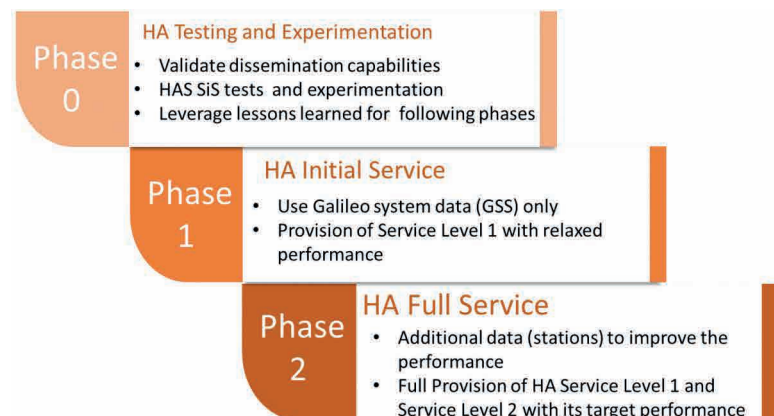 Phase
0
HA Testing and Experimentation
• Validate dissemination capabilities
• HAS SiS tests and experimentation
• Leverage lessons learned for following phases
Phase
1
HA Initial Service
• Use Galileo system data (GSS) only
• Provision of Service Level 1 with relaxed
performance
Phase
2
HA Full Service
• Additional data (stations) to improve the
performance
• Full Provision of HA Service Level 1 and
Service Level 2 with its target performance